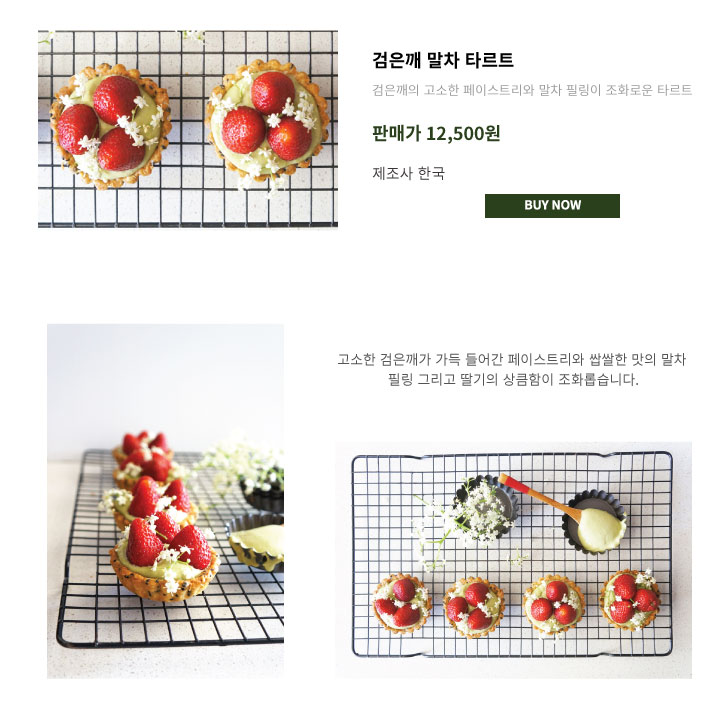 검은깨 말차 타르트
검은깨의 고소한 페이스트리와 말차 필링이 조화로운 타르트
판매가 12,500원
제조사 한국
BUY NOW
고소한 검은깨가 가득 들어간 페이스트리와 쌉쌀한 맛의 말차
필링 그리고 딸기의 상큼함이 조화롭습니다.